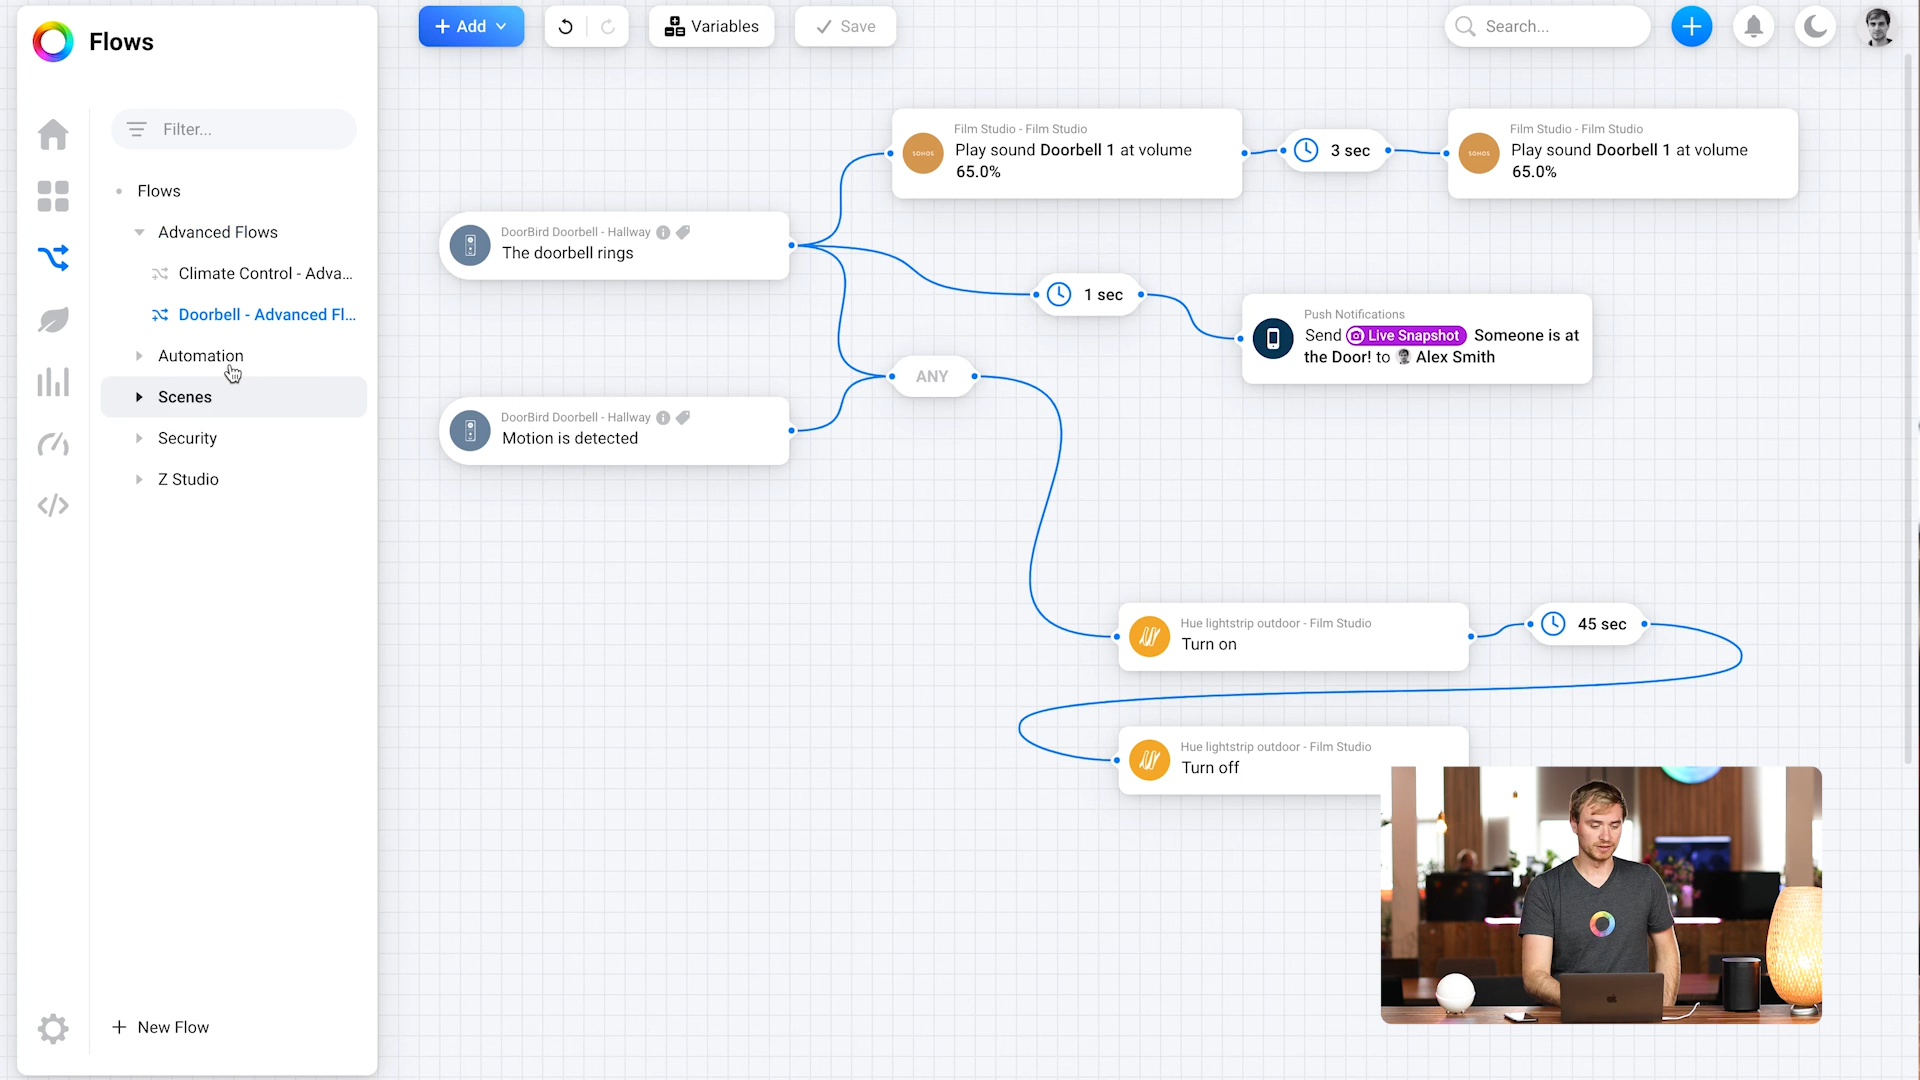 Flows
Add
Variables
Save
Search...
Filter...
Flows
Advanced Flows
Climate Control - Adva...
Doorbell - Advanced Fl...
Automation
Scenes
Security
Z Studio
New Flow
DoorBird Doorbell - Hallway
The doorbell rings
DoorBird Doorbell - Hallway
Motion is detected
SONOS
Film Studio - Film Studio
Play sound Doorbell 1 at volume
65.0%
3 sec
SONOS
Film Studio - Film Studio
Play sound Doorbell 1 at volume
65.0%
1 sec
Push Notifications
Send Live Snapshot Someone is at
the Door! to Alex Smith
ANY
Hue lightstrip outdoor - Film Studio
Turn on
45 sec
Hue lightstrip outdoor - Film Studio
Turn off